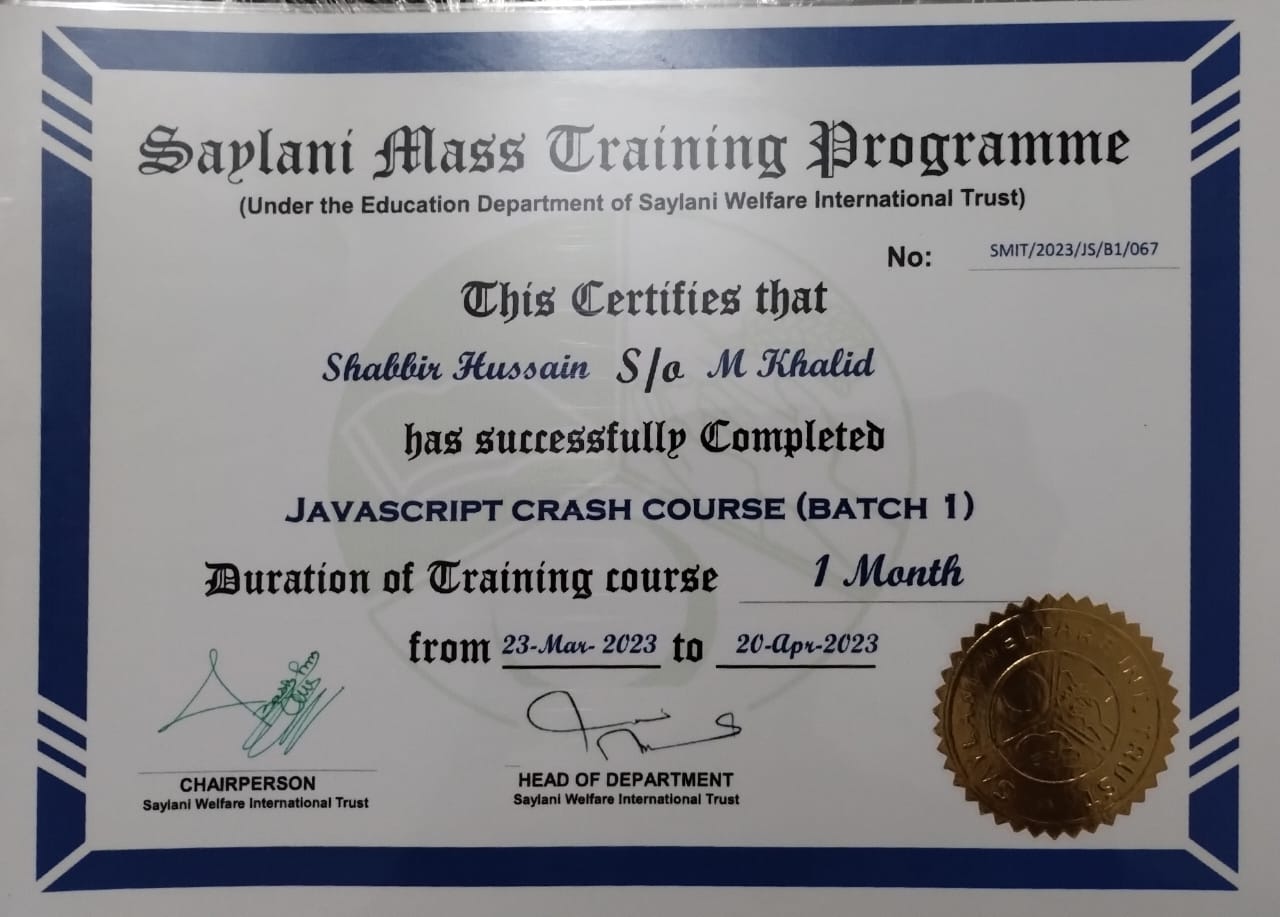 Saylani Mass Training Programme
(Under the Education Department of Saylani Welfare International Trust)
No: SMIT/2023/JS/B1/067
This Certifies that
Shabbir Hussain S/o M Khalid
has successfully Completed
JAVASCRIPT CRASH COURSE (BATCH 1)
Duration of Training course 1 Month
from 23-Mar- 2023 to 20-Apr-2023
CHAIRPERSON
Saylani Welfare International Trust
HEAD OF DEPARTMENT
Saylani Welfare International Trust
SAYLANI WELFARE INT. TRUST